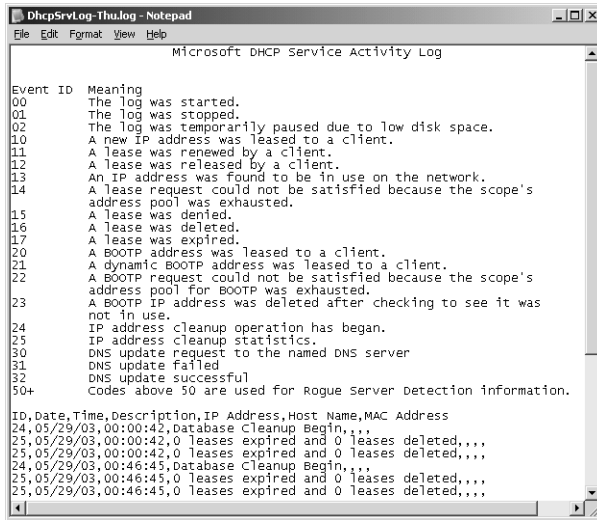 DhcpSrvLog-Thu.log - Notepad
File Edit Format View Help
Microsoft DHCP Service Activity Log
Event ID Meaning
00 The log was started.
01 The log was stopped.
02 The log was temporarily paused due to low disk space.
10 A new IP address was leased to a client.
11 A lease was renewed by a client.
12 A lease was released by a client.
13 An IP address was found to be in use on the network.
14 A lease request could not be satisfied because the scope's
address pool was exhausted.
15 A lease was denied.
16 A lease was deleted.
17 A lease was expired.
20 A BOOTP address was leased to a client.
21 A dynamic BOOTP address was leased to a client.
22 A BOOTP request could not be satisfied because the scope's
address pool for BOOTP was exhausted.
23 A BOOTP IP address was deleted after checking to see it was
not in use.
24 IP address cleanup operation has began.
25 IP address cleanup statistics.
30 DNS update request to the named DNS server
31 DNS update failed
32 DNS update successful
50+ Codes above 50 are used for Rogue Server Detection information.
ID,Date,Time,Description,IP Address,Host Name,MAC Address
24,05/29/03,00:00:42,Database Cleanup Begin,,,,
25,05/29/03,00:00:42,0 leases expired and 0 leases deleted,,,,
25,05/29/03,00:00:42,0 leases expired and 0 leases deleted,,,,
24,05/29/03,00:46:45,Database Cleanup Begin,,,,
25,05/29/03,00:46:45,0 leases expired and 0 leases deleted,,,,
25,05/29/03,00:46:45,0 leases expired and 0 leases deleted,,,,